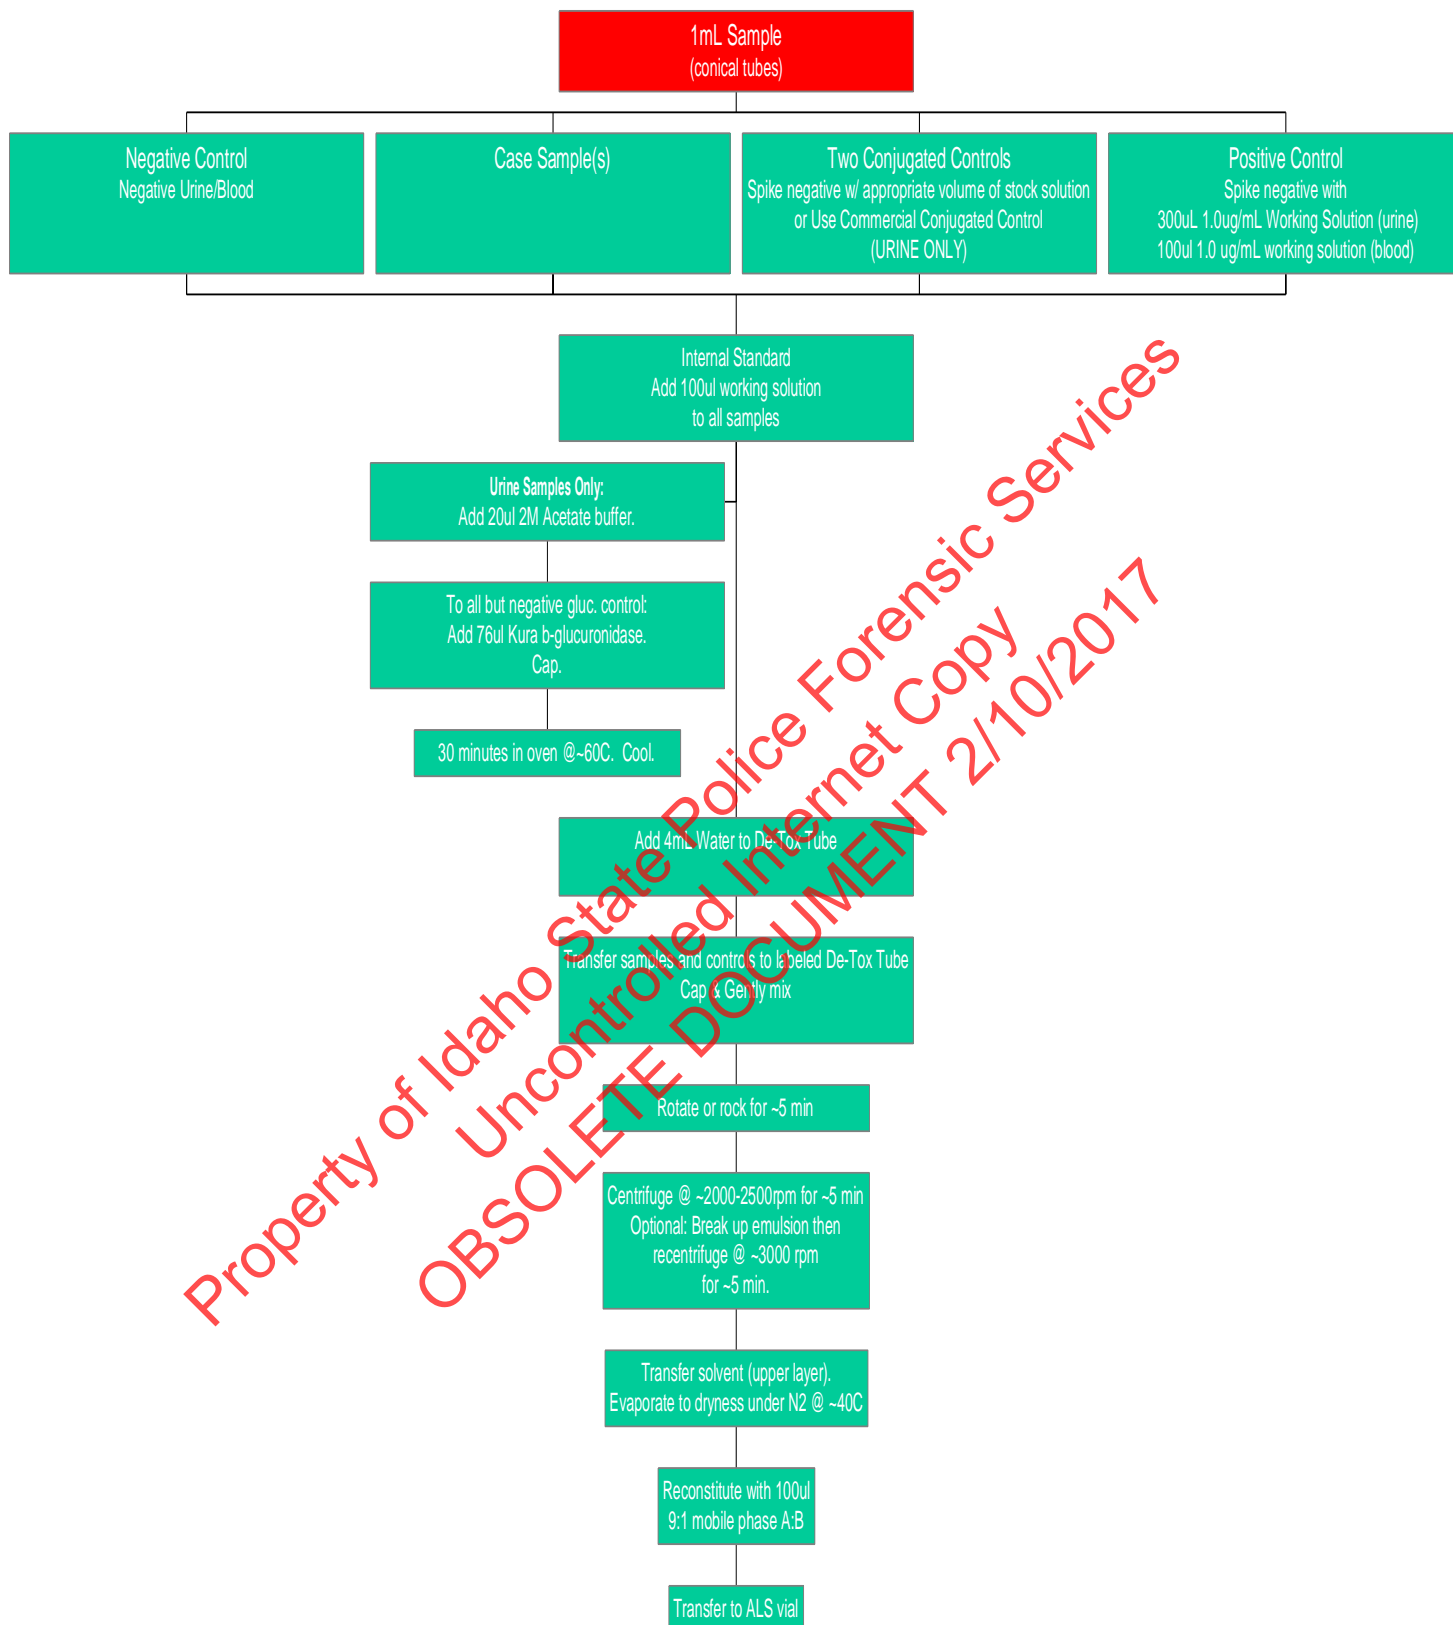 1mL Sample
(conical tubes)
Negative Control
Negative Urine/Blood
Case Sample(s)
Two Conjugated Controls
Spike negative w/ appropriate volume of stock solution
or Use Commercial Conjugated Control
(URINE ONLY)
Positive Control
Spike negative with
300uL 1.0ug/mL Working Solution (urine)
100ul 1.0 ug/mL working solution (blood)
Internal Standard
Add 100ul working solution
to all samples
Urine Samples Only:
Add 20ul 2M Acetate buffer.
To all but negative gluc. control:
Add 76ul Kura b-glucuronidase.
Cap.
30 minutes in oven @~60C.  Cool.
Add 4mL Water to De-Tox Tube
Transfer samples and controls to labeled De-Tox Tube
Cap & Gently mix
Rotate or rock for ~5 min
Centrifuge @ ~2000-2500rpm for ~5 min
Optional: Break up emulsion then
recentrifuge @ ~3000 rpm
for ~5 min.
Transfer solvent (upper layer).
Evaporate to dryness under N2 @ ~40C
Reconstitute with 100ul
9:1 mobile phase A:B
Transfer to ALS vial
Property of Idaho State Police Forensic Services
Uncontrolled Internet Copy
OBSOLETE DOCUMENT 2/10/2017